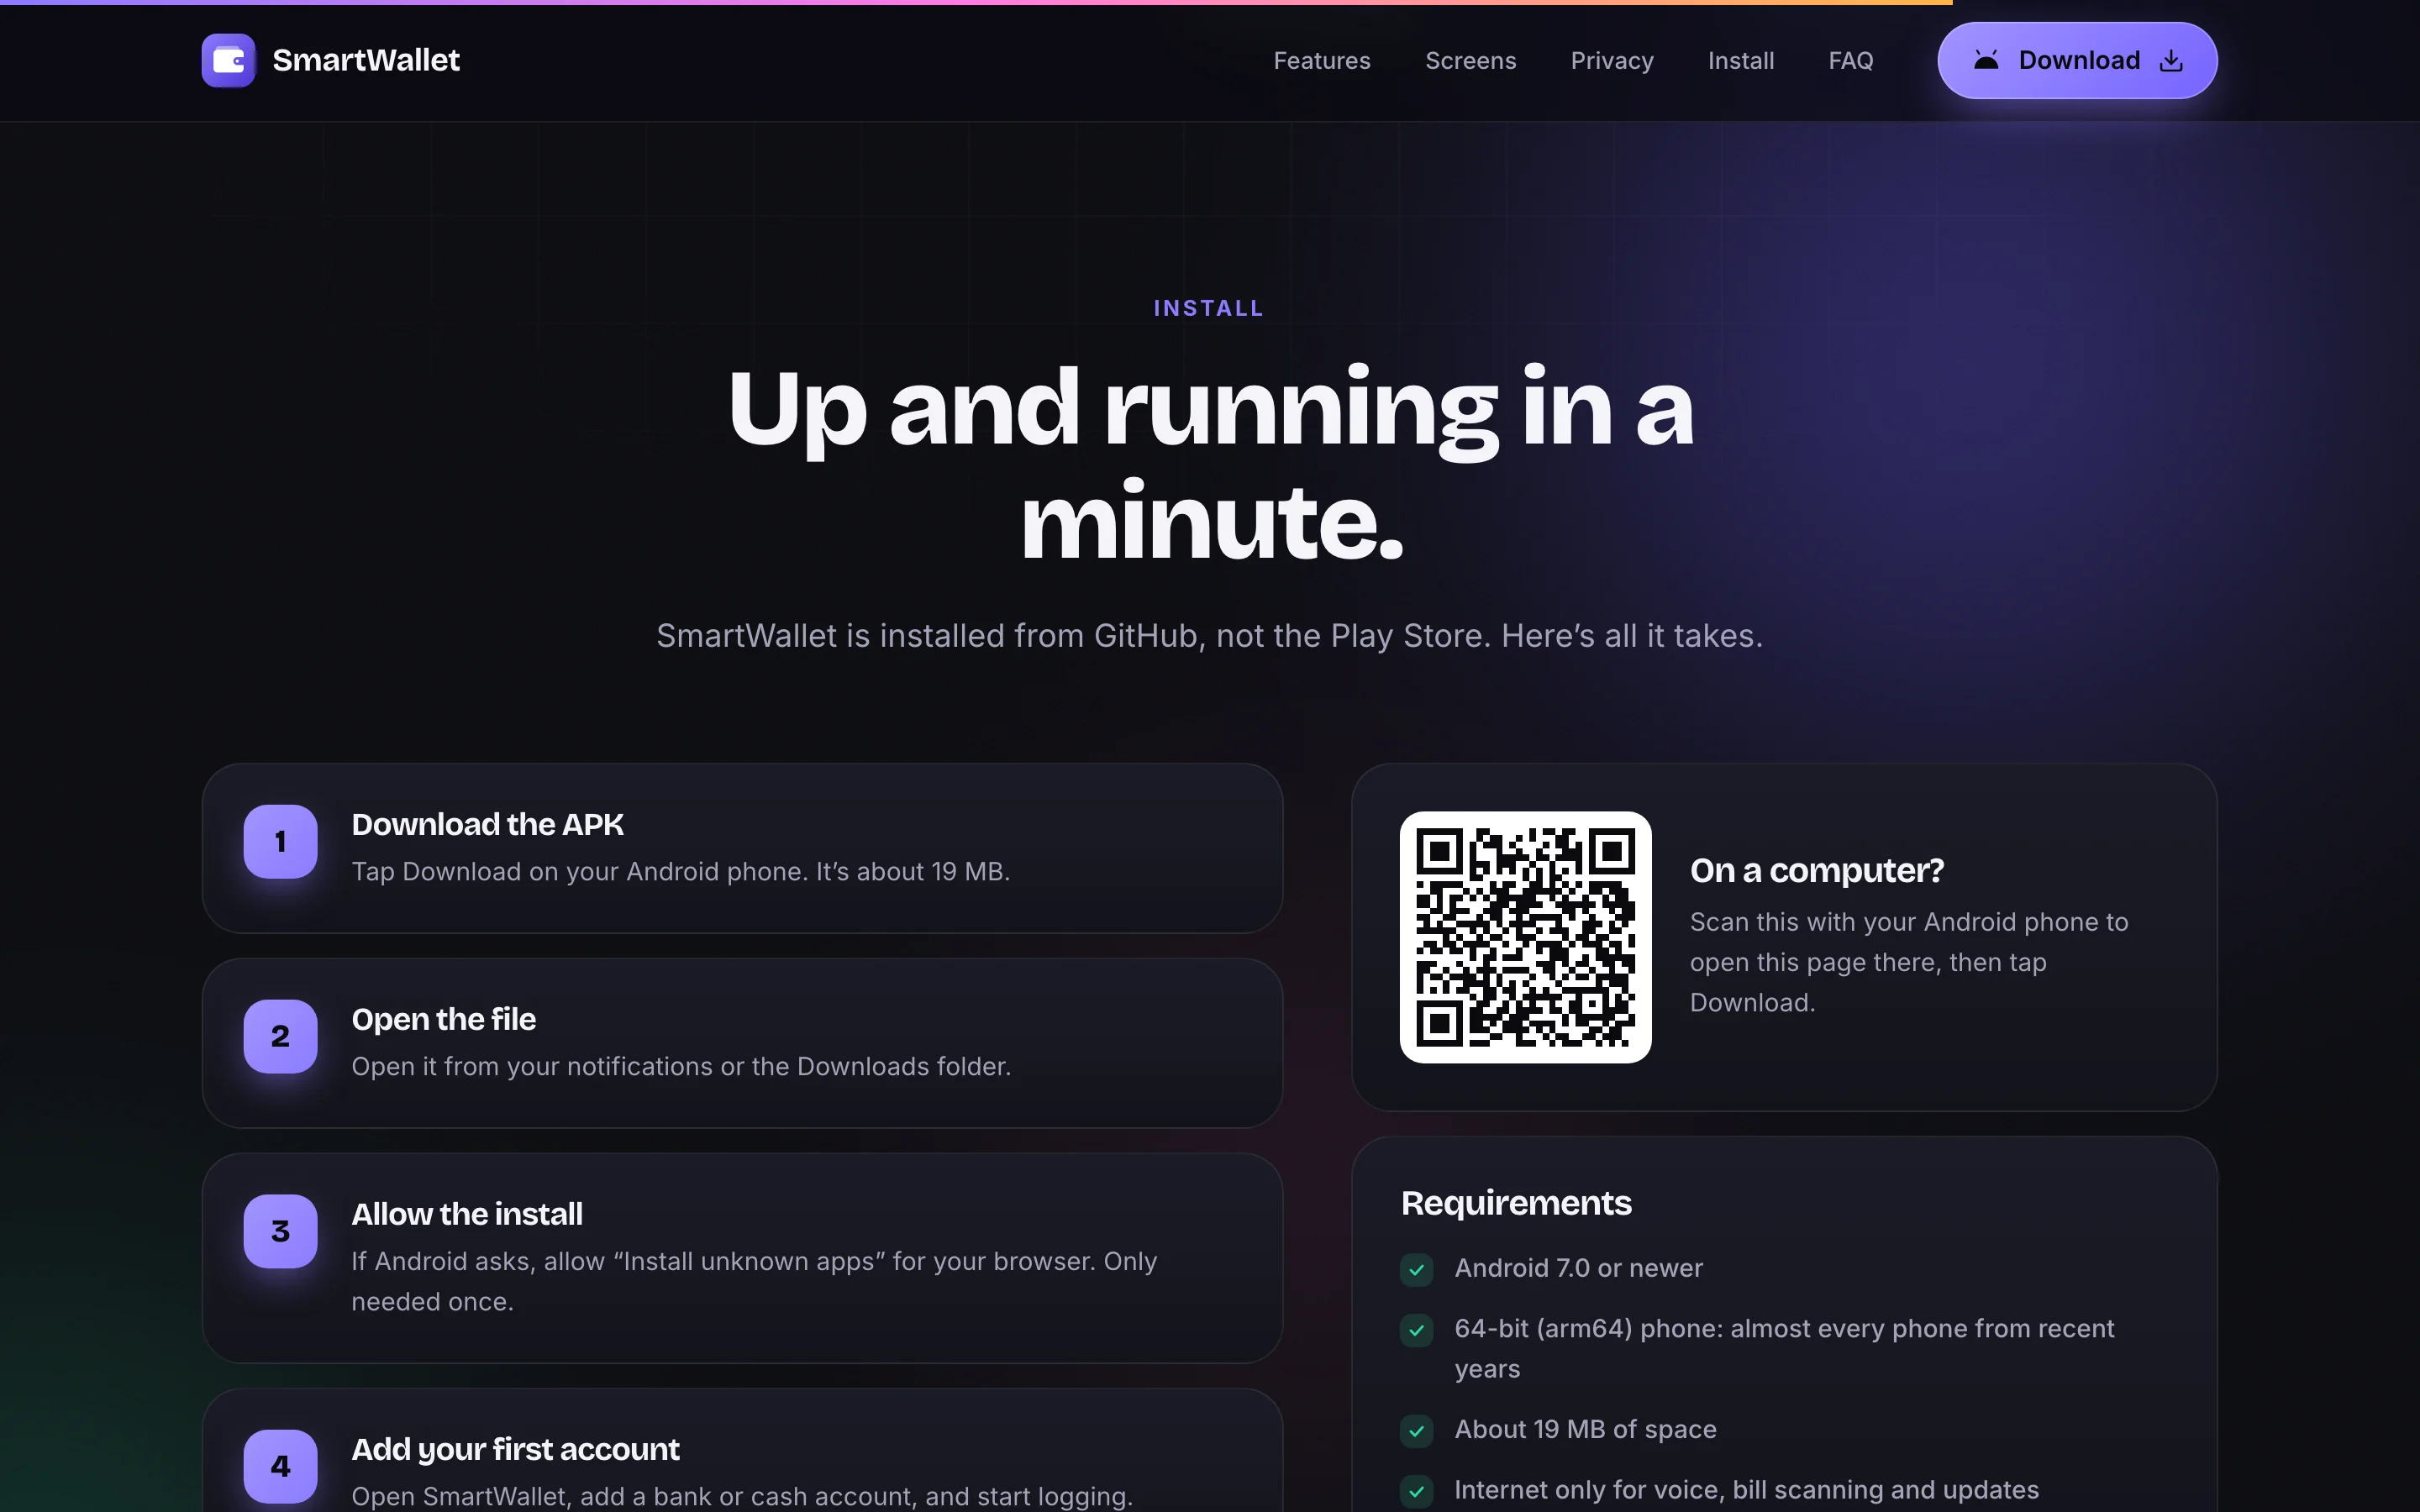 SmartWallet
Features
Screens
Privacy
Install
FAQ
Download
INSTALL
Up and running in a
minute.
SmartWallet is installed from GitHub, not the Play Store. Here’s all it takes.
1
Download the APK
Tap Download on your Android phone. It’s about 19 MB.
2
Open the file
Open it from your notifications or the Downloads folder.
3
Allow the install
If Android asks, allow “Install unknown apps” for your browser. Only
needed once.
4
Add your first account
Open SmartWallet, add a bank or cash account, and start logging.
On a computer?
Scan this with your Android phone to
open this page there, then tap
Download.
Requirements
Android 7.0 or newer
64-bit (arm64) phone: almost every phone from recent
years
About 19 MB of space
Internet only for voice, bill scanning and updates